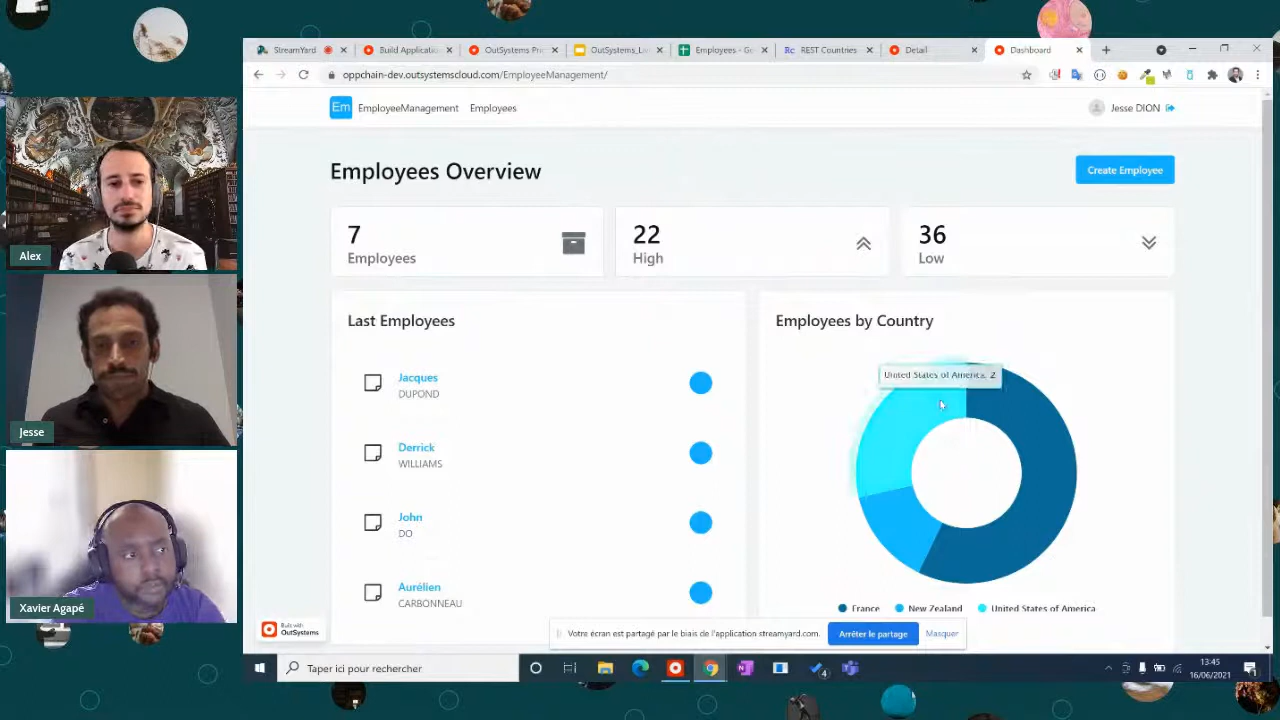 StreamYard
Build Applicatio
OutSystems Pr
OutSystems_Li
Employees - Go
REST Countries
Detail
Dashboard
oppchain-dev.outsystemscloud.com/EmployeeManagement/
Em
EmployeeManagement
Employees
Jesse DION
Employees Overview
Create Employee
7
Employees
22
High
36
Low
Last Employees
Jacques
DUPOND
Derrick
WILLIAMS
John
DO
Aurélien
CARBONNEAU
Employees by Country
United States of America, 2
France
New Zealand
United States of America
Built with
OutSystems
Votre écran est partagé par le biais de l'application streamyard.com.
Arrêter le partage
Masquer
Taper ici pour rechercher
4
13:45
16/06/2021
1
Alex
Jesse
Xavier Agapé